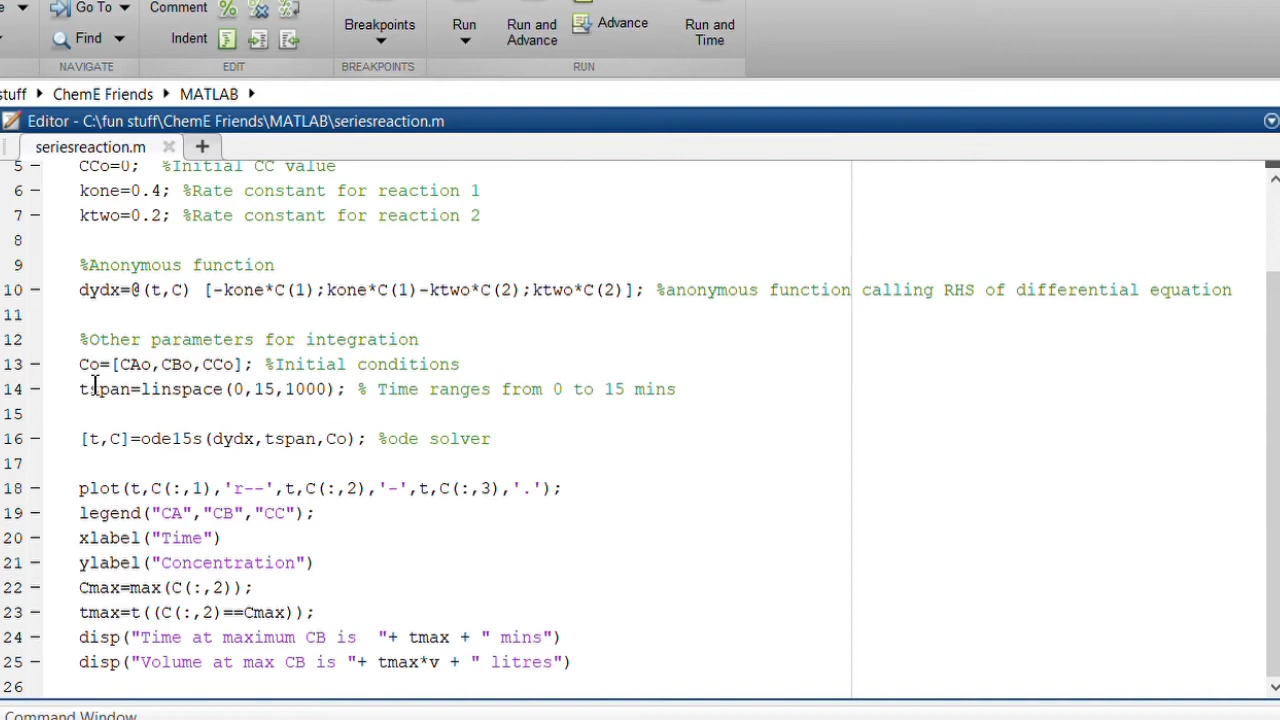 Go To
Comment
Find
Indent
Breakpoints
Run
Run and Advance
Advance
Run and Time
NAVIGATE
EDIT
BREAKPOINTS
RUN
stuff ChemE Friends MATLAB
Editor - C:\fun stuff\ChemE Friends\MATLAB\seriesreaction.m
seriesreaction.m
5 CCo=0; %Initial CC value
6 kone=0.4; %Rate constant for reaction 1
7 ktwo=0.2; %Rate constant for reaction 2
8
9 %Anonymous function
10 dydx=@(t,C) [-kone*C(1);kone*C(1)-ktwo*C(2);ktwo*C(2)]; %anonymous function calling RHS of differential equation
11
12 %Other parameters for integration
13 Co=[CAo,CBo,CCo]; %Initial conditions
14 tspan=linspace(0,15,1000); % Time ranges from 0 to 15 mins
15
16 [t,C]=ode15s(dydx,tspan,Co); %ode solver
17
18 plot(t,C(:,1),'r--',t,C(:,2),'-',t,C(:,3),'.');
19 legend("CA","CB","CC");
20 xlabel("Time")
21 ylabel("Concentration")
22 Cmax=max(C(:,2));
23 tmax=t((C(:,2)==Cmax));
24 disp("Time at maximum CB is  "+ tmax + " mins")
25 disp("Volume at max CB is "+ tmax*v + " litres")
26
Command Window